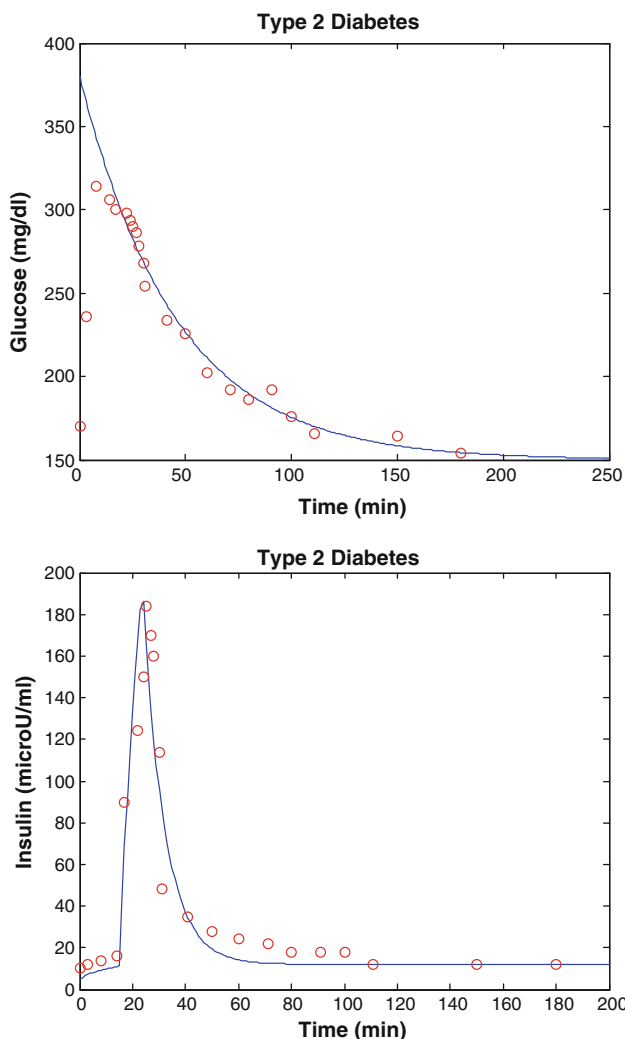 Type 2 Diabetes
400
350
300
250
200
150
Glucose (mg/dl)
0 50 100 150 200 250
Time (min)
Type 2 Diabetes
200
180
160
140
120
100
80
60
40
20
0
Insulin (microU/ml)
0 20 40 60 80 100 120 140 160 180 200
Time (min)